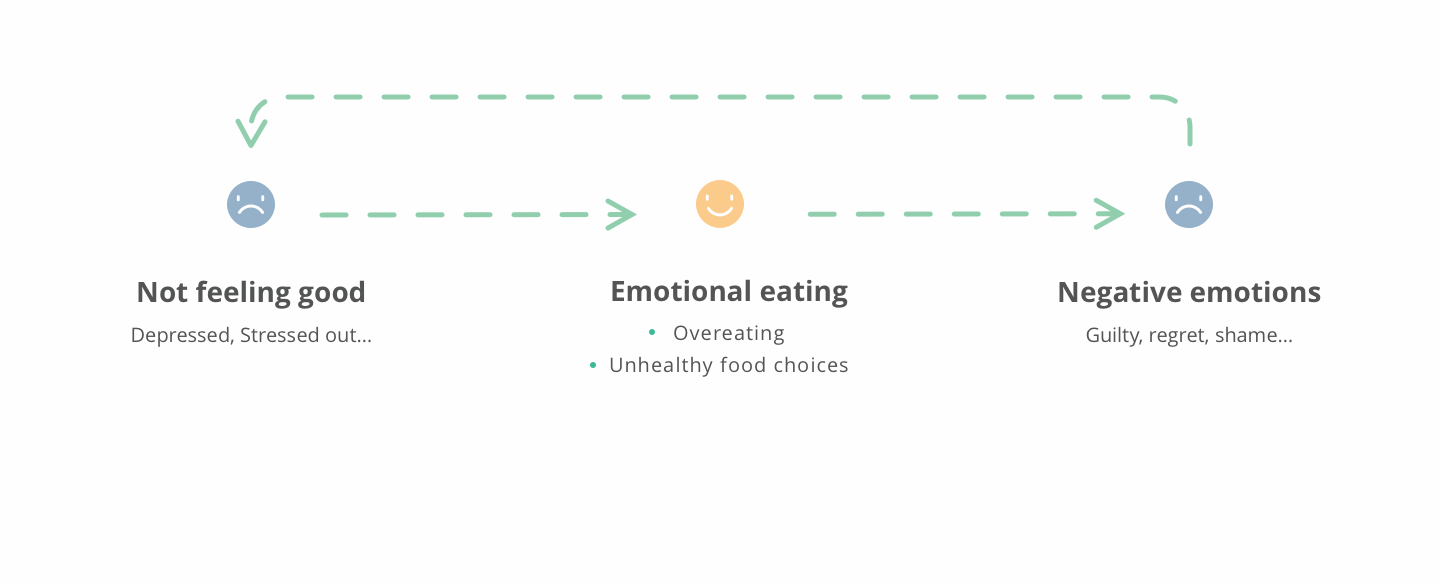 Not feeling good
Depressed, Stressed out...
Emotional eating
• Overeating
• Unhealthy food choices
Negative emotions
Guilty, regret, shame...